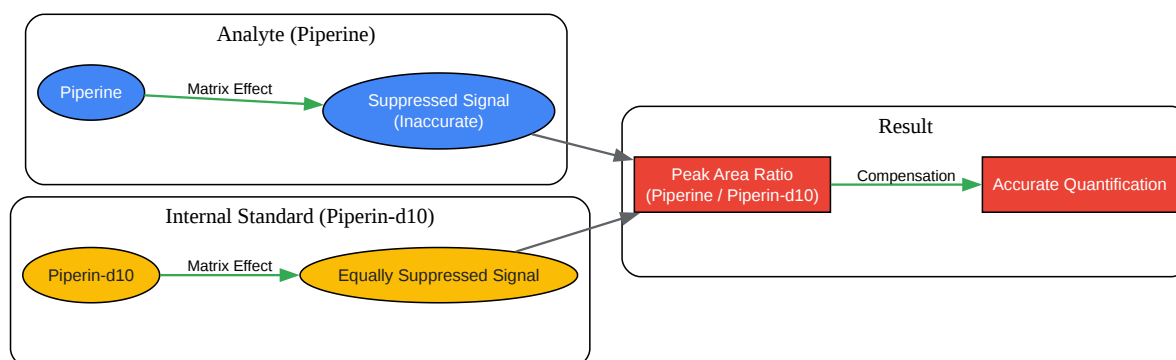 Analyte (Piperine)
Piperine
Matrix Effect
Suppressed Signal
(Inaccurate)
Internal Standard (Piperin-d10)
Piperin-d10
Matrix Effect
Equally Suppressed Signal
Result
Peak Area Ratio
(Piperine / Piperin-d10)
Compensation
Accurate Quantification